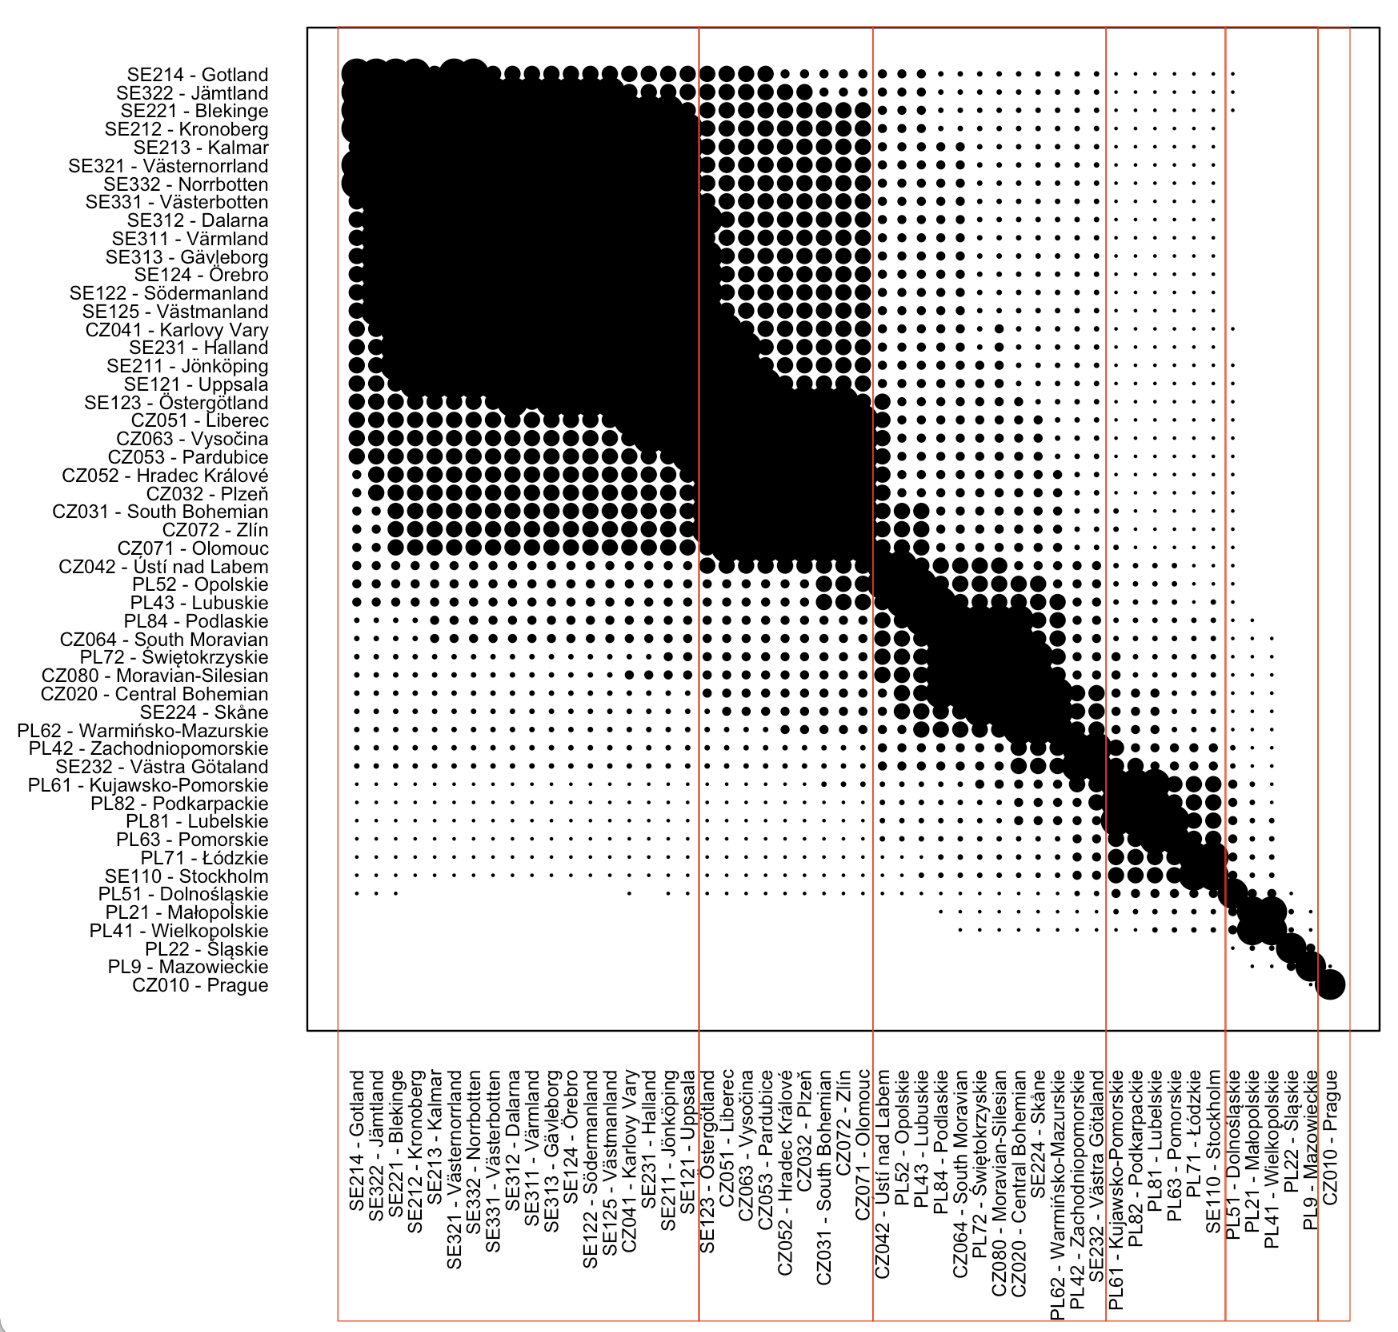 SE214 - Gotland
SE322 - Jämtland
SE221 - Blekinge
SE212 - Kronoberg
SE213 - Kalmar
SE321 - Västernorrland
SE332 - Norrbotten
SE331 - Västerbotten
SE312 - Dalarna
SE311 - Värmland
SE313 - Gävleborg
SE124 - Örebro
SE122 - Södermanland
SE125 - Västmanland
CZ041 - Karlovy Vary
SE231 - Halland
SE211 - Jönköping
SE121 - Uppsala
SE123 - Östergötland
CZ051 - Liberec
CZ063 - Vysočina
CZ053 - Pardubice
CZ052 - Hradec Králové
CZ032 - Plzeň
CZ031 - South Bohemian
CZ072 - Zlín
CZ071 - Olomouc
CZ042 - Ústí nad Labem
PL52 - Opolskie
PL43 - Lubuskie
PL84 - Podlaskie
CZ064 - South Moravian
PL72 - Świętokrzyskie
CZ080 - Moravian-Silesian
CZ020 - Central Bohemian
SE224 - Skåne
PL62 - Warmińsko-Mazurskie
PL42 - Zachodniopomorskie
SE232 - Västra Götaland
PL61 - Kujawsko-Pomorskie
PL82 - Podkarpackie
PL81 - Lubelskie
PL63 - Pomorskie
PL71 - Łódzkie
SE110 - Stockholm
PL51 - Dolnośląskie
PL21 - Małopolskie
PL41 - Wielkopolskie
PL22 - Śląskie
PL9 - Mazowieckie
CZ010 - Prague
SE214 - Gotland
SE322 - Jämtland
SE221 - Blekinge
SE212 - Kronoberg
SE213 - Kalmar
SE321 - Västernorrland
SE332 - Norrbotten
SE331 - Västerbotten
SE312 - Dalarna
SE311 - Värmland
SE313 - Gävleborg
SE124 - Örebro
SE122 - Södermanland
SE125 - Västmanland
CZ041 - Karlovy Vary
SE231 - Halland
SE211 - Jönköping
SE121 - Uppsala
SE123 - Östergötland
CZ051 - Liberec
CZ063 - Vysočina
CZ053 - Pardubice
CZ052 - Hradec Králové
CZ032 - Plzeň
CZ031 - South Bohemian
CZ072 - Zlín
CZ071 - Olomouc
CZ042 - Ústí nad Labem
PL52 - Opolskie
PL43 - Lubuskie
PL84 - Podlaskie
CZ064 - South Moravian
PL72 - Świętokrzyskie
CZ080 - Moravian-Silesian
CZ020 - Central Bohemian
SE224 - Skåne
PL62 - Warmińsko-Mazurskie
PL42 - Zachodniopomorskie
SE232 - Västra Götaland
PL61 - Kujawsko-Pomorskie
PL82 - Podkarpackie
PL81 - Lubelskie
PL63 - Pomorskie
PL71 - Łódzkie
SE110 - Stockholm
PL51 - Dolnośląskie
PL21 - Małopolskie
PL41 - Wielkopolskie
PL22 - Śląskie
PL9 - Mazowieckie
CZ010 - Prague